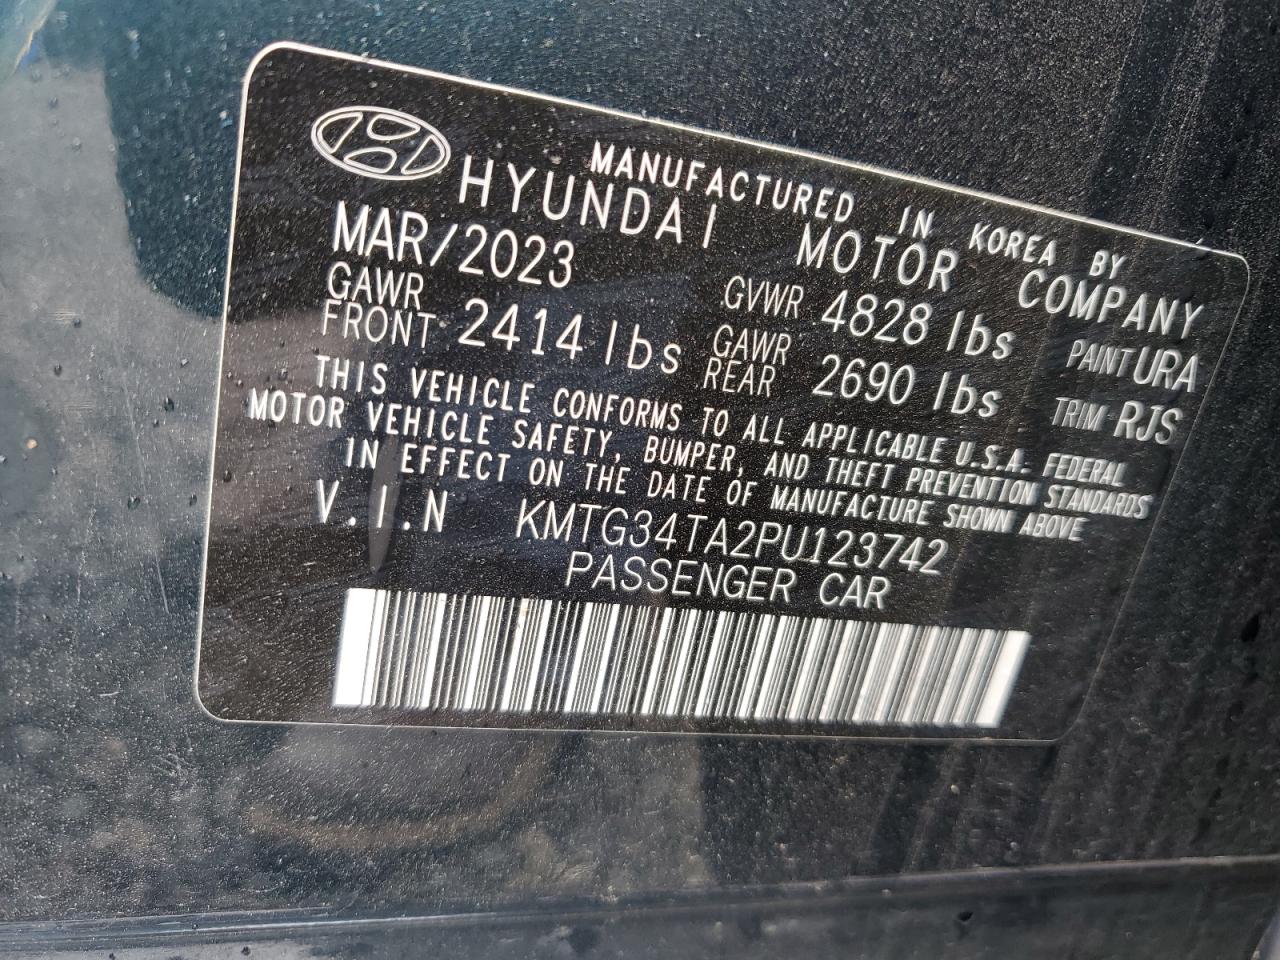 MANUFACTURED IN KOREA BY
HYUNDAI MOTOR COMPANY
MAR/2023
GAWR FRONT 2414 lbs
GVWR 4828 lbs
GAWR REAR 2690 lbs
PAINT URA
TRIM RJS
THIS VEHICLE CONFORMS TO ALL APPLICABLE U.S.A. FEDERAL
MOTOR VEHICLE SAFETY, BUMPER, AND THEFT PREVENTION STANDARDS
IN EFFECT ON THE DATE OF MANUFACTURE SHOWN ABOVE
V.I.N KMTG34TA2PU123742
PASSENGER CAR